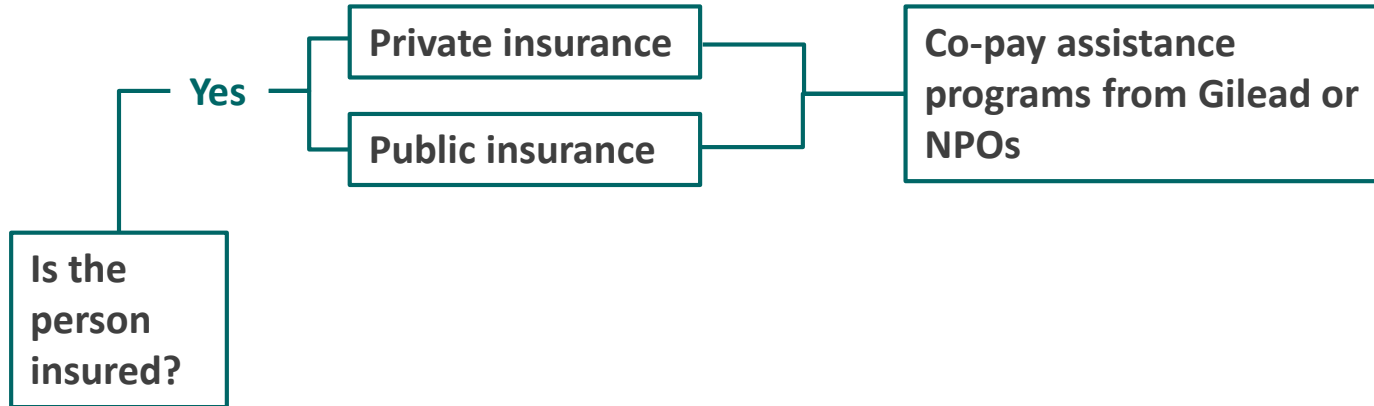 Private insurance
Yes
Public insurance
Co-pay assistance
programs from Gilead or
NPOs
Is the
person
insured?